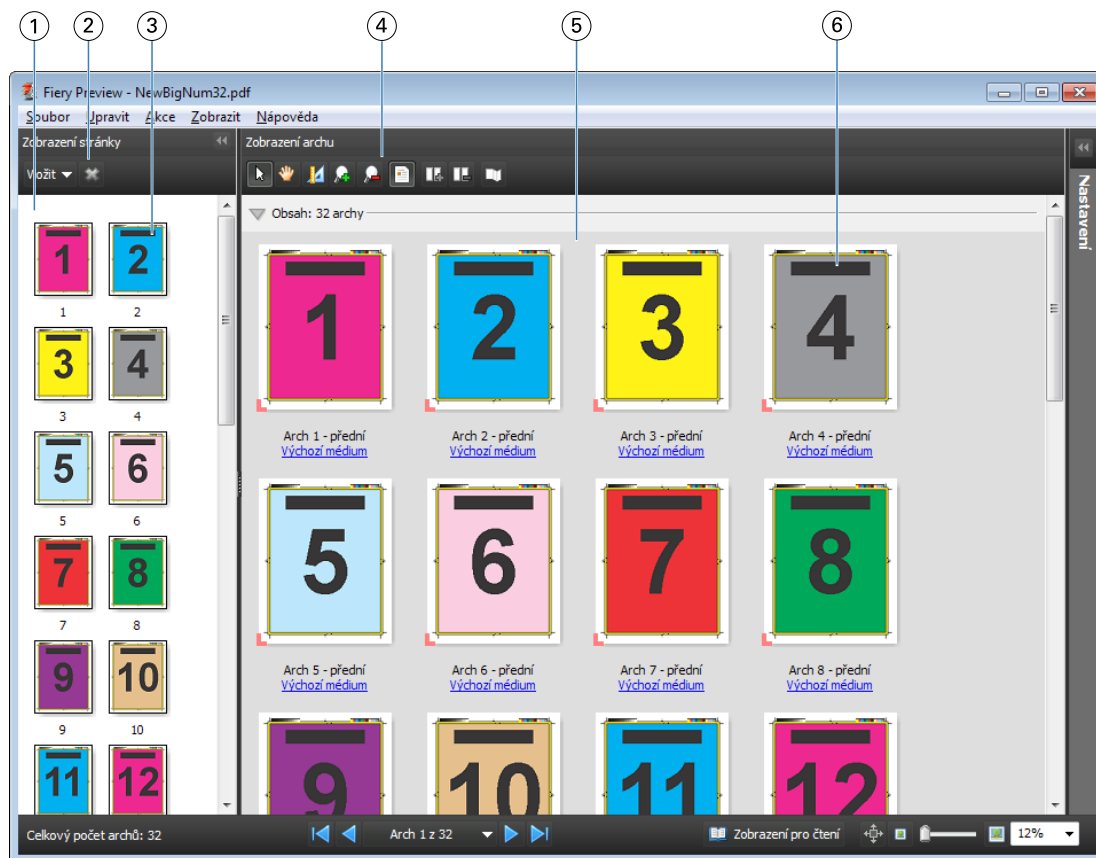 1 2 3 4 5 6
Fiery Preview - NewBigNum32.pdf
Soubor Upravit Akce Zobrazit Nápověda
Zobrazení stránky
Vložit
1 2
1 2
3 4
3 4
5 6
5 6
7 8
7 8
9 10
9 10
11 12
Celkový počet archů: 32
Zobrazení archu
Obsah: 32 archy
1 2 3 4
Arch 1 - přední Arch 2 - přední Arch 3 - přední Arch 4 - přední
Výchozí médium Výchozí médium Výchozí médium Výchozí médium
5 6 7 8
Arch 5 - přední Arch 6 - přední Arch 7 - přední Arch 8 - přední
Výchozí médium Výchozí médium Výchozí médium Výchozí médium
9 10 11 12
Arch 1 z 32
Zobrazení pro čtení
12%
Nastavení